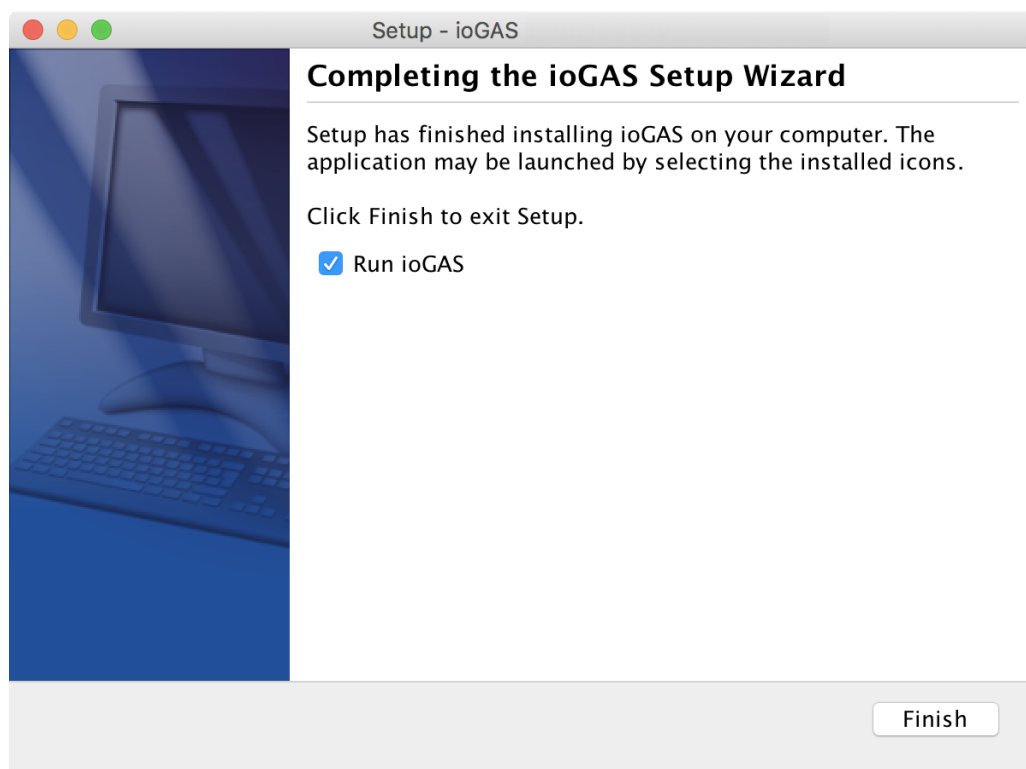 Setup - ioGAS
Completing the ioGAS Setup Wizard
Setup has finished installing ioGAS on your computer. The
application may be launched by selecting the installed icons.
Click Finish to exit Setup.
Run ioGAS
Finish